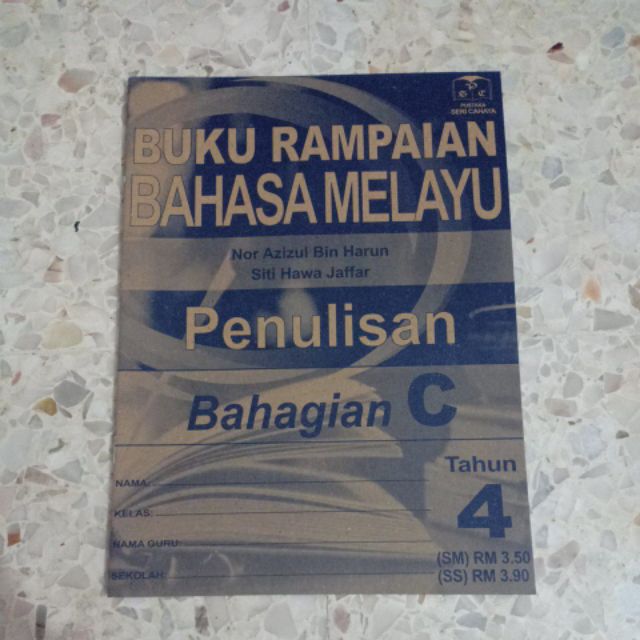 PUSTAKA
SERI CAHAYA
BUKU RAMPAIAN
BAHASA MELAYU
Nor Azizul Bin Harun
Siti Hawa Jaffar
Penulisan
Bahagian C
Tahun
4
NAMA:
KELAS:
NAMA GURU:
SEKOLAH:
(SM) RM 3.50
(SS) RM 3.90